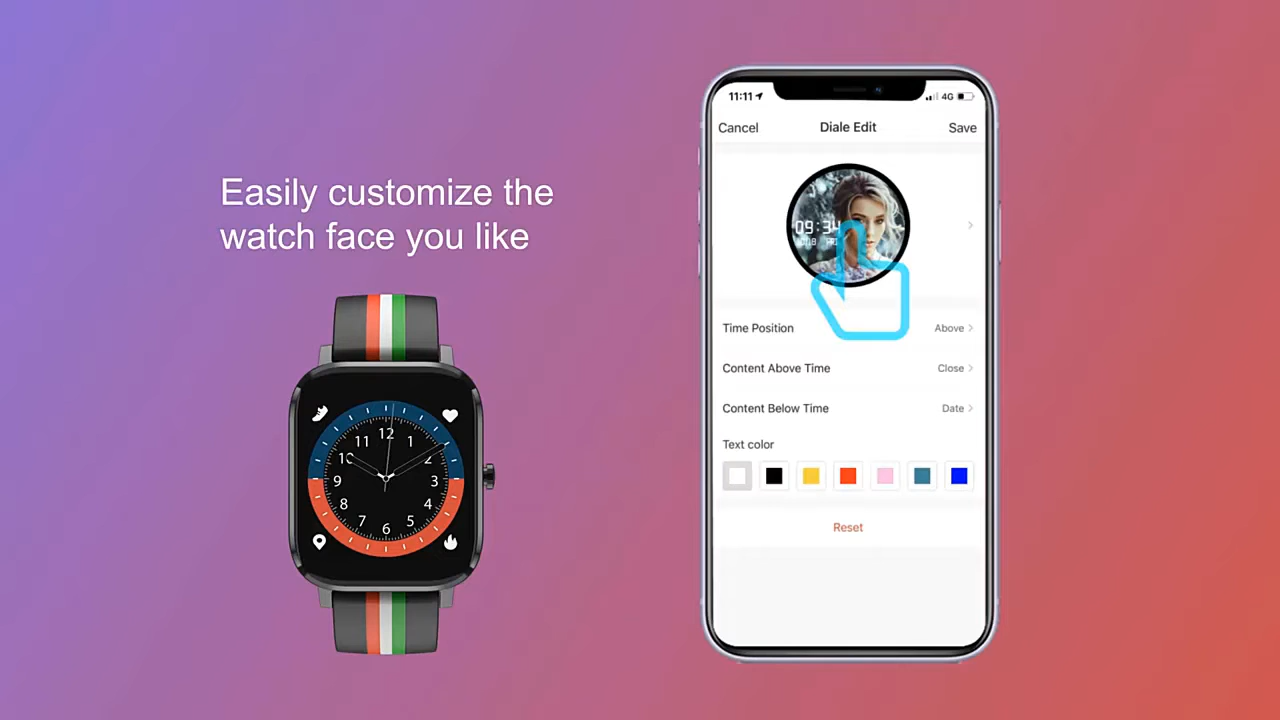 Easily customize the
watch face you like
12
11
1
10
2
9
3
8
4
7
5
6
11:11
4G
Cancel
Diale Edit
Save
09:34
Time Position
Above
Content Above Time
Close
Content Below Time
Date
Text color
Reset